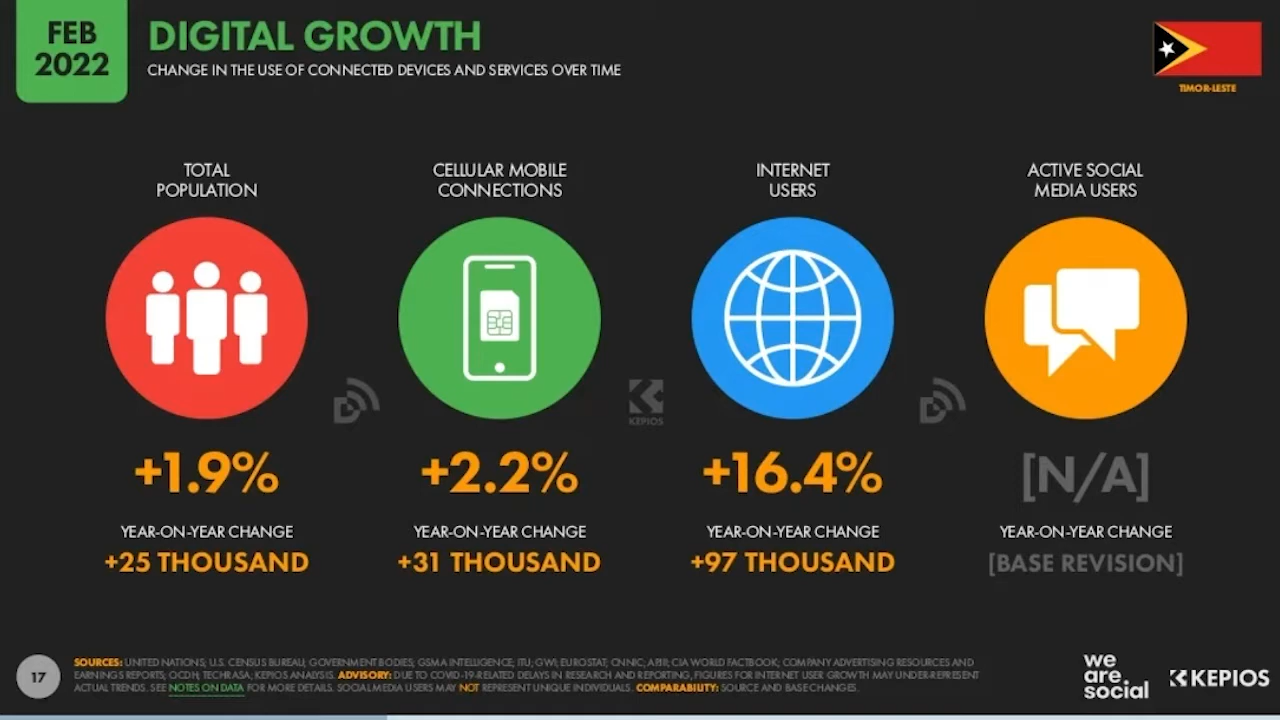 FEB
2022
DIGITAL GROWTH
CHANGE IN THE USE OF CONNECTED DEVICES AND SERVICES OVER TIME
TIMOR-LESTE
TOTAL
POPULATION
CELLULAR MOBILE
CONNECTIONS
INTERNET
USERS
ACTIVE SOCIAL
MEDIA USERS
KEPIOS
+1.9%
+2.2%
+16.4%
[N/A]
YEAR-ON-YEAR CHANGE
YEAR-ON-YEAR CHANGE
YEAR-ON-YEAR CHANGE
YEAR-ON-YEAR CHANGE
+25 THOUSAND
+31 THOUSAND
+97 THOUSAND
[BASE REVISION]
17
SOURCES: UNITED NATIONS; U.S. CENSUS BUREAU; GOVERNMENT BODIES; GSMA INTELLIGENCE; ITU; GWI; EUROSTAT; CNNIC; APJII; CIA WORLD FACTBOOK; COMPANY ADVERTISING RESOURCES AND
EARNINGS REPORTS; OCDH; TECHRASA; KEPIOS ANALYSIS. ADVISORY: DUE TO COVID-19-RELATED DELAYS IN RESEARCH AND REPORTING, FIGURES FOR INTERNET USER GROWTH MAY UNDER-REPRESENT
ACTUAL TRENDS. SEE NOTES ON DATA FOR MORE DETAILS. SOCIAL MEDIA USERS MAY NOT REPRESENT UNIQUE INDIVIDUALS. COMPARABILITY: SOURCE AND BASE CHANGES.
we
are
social
KEPIOS